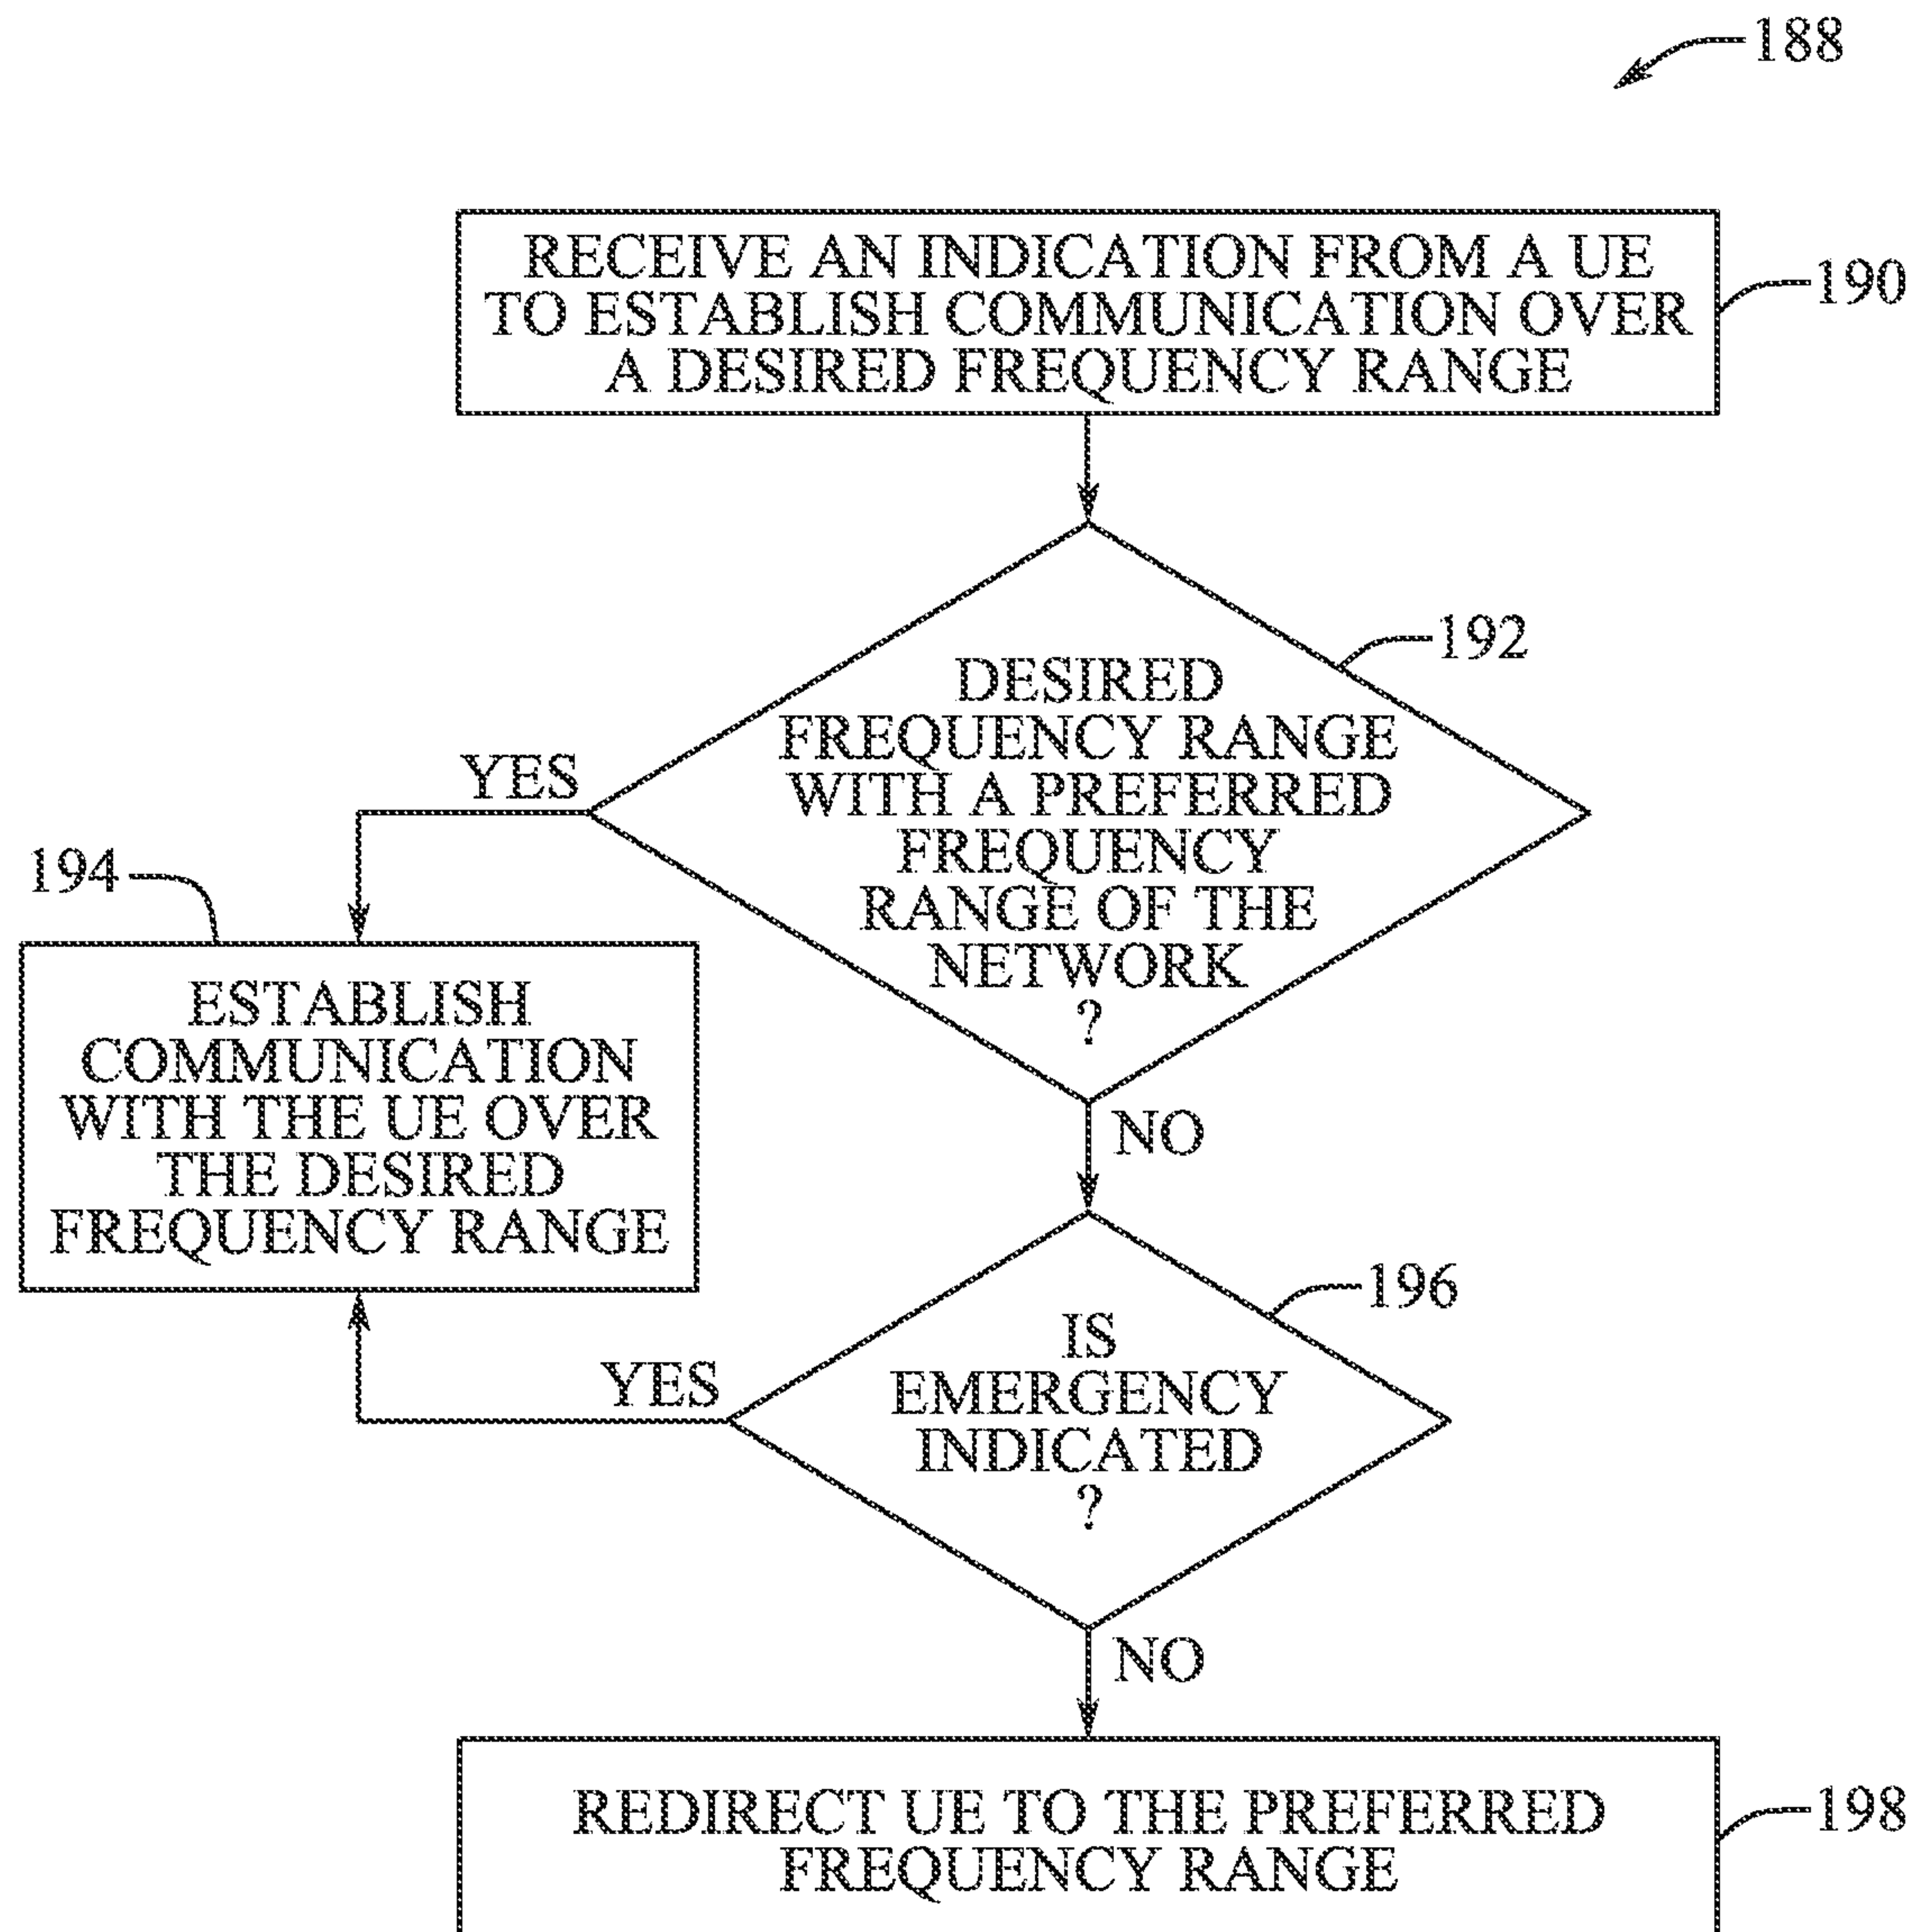 188
RECEIVE AN INDICATION FROM A UE
TO ESTABLISH COMMUNICATION OVER
A DESIRED FREQUENCY RANGE
190
192
DESIRED
FREQUENCY RANGE
WITH A PREFERRED
FREQUENCY
RANGE OF THE
NETWORK
?
YES
194
ESTABLISH
COMMUNICATION
WITH THE UE OVER
THE DESIRED
FREQUENCY RANGE
NO
196
IS
EMERGENCY
INDICATED
?
YES
NO
REDIRECT UE TO THE PREFERRED
FREQUENCY RANGE
198